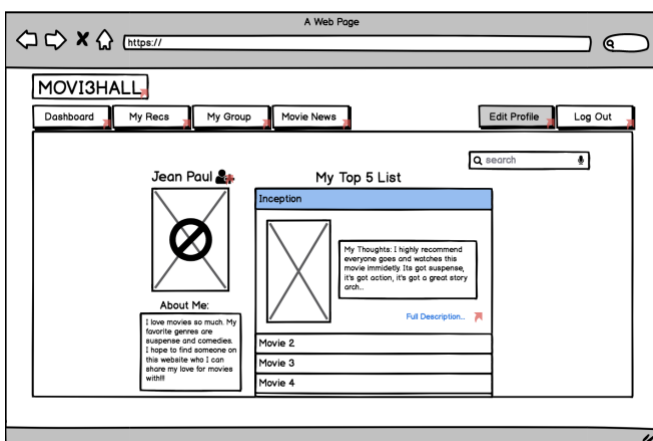 A Web Page
https://
MOVI3HALL
Dashboard
My Recs
My Group
Movie News
Edit Profile
Log Out
search
Jean Paul
My Top 5 List
Inception
My Thoughts: I highly recommend
everyone goes and watches this
movie immidetly. Its got suspense,
it's got action, it's got a great story
arch..
Full Description..
About Me:
I love movies so much. My
favorite genres are
suspense and comedies.
I hope to find someone on
this website who I can
share my love for movies
with!!!
Movie 2
Movie 3
Movie 4